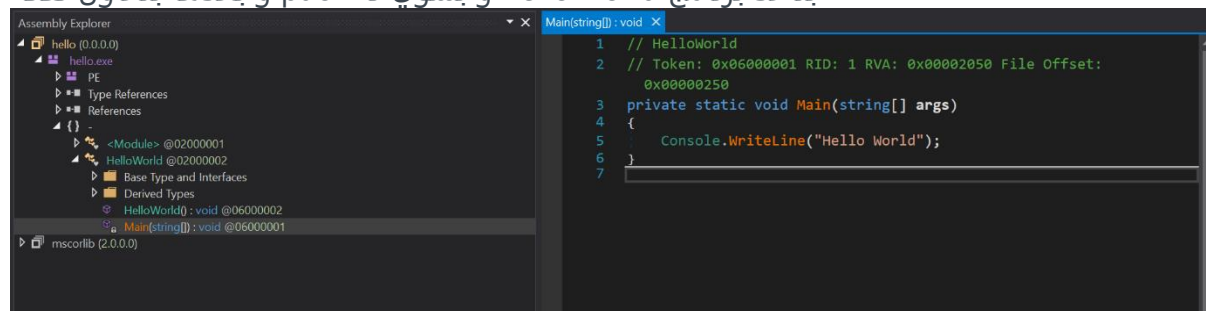 Assembly Explorer
hello (0.0.0.0)
hello.exe
PE
Type References
References
{} -
<Module> @02000001
HelloWorld @02000002
Base Type and Interfaces
Derived Types
HelloWorld() : void @06000002
Main(string[]) : void @06000001
mscorlib (2.0.0.0)
Main(string[]) : void X
1 // HelloWorld
2 // Token: 0x06000001 RID: 1 RVA: 0x00002050 File Offset:
0x00000250
3 private static void Main(string[] args)
4 {
5 Console.WriteLine("Hello World");
6 }
7